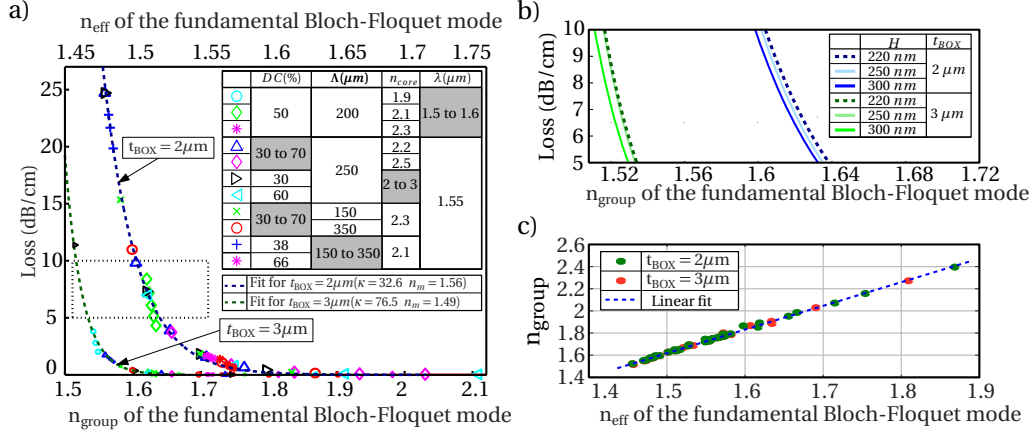 a)
n_eff of the fundamental Bloch-Floquet mode
1.45 1.5 1.56 1.62 1.68 1.75
Loss (dB/cm)
25
20
15
10
5
0
1.5 1.6 1.7 1.8 1.9 2 2.1
n_group of the fundamental Bloch-Floquet mode
t_BOX = 2μm
t_BOX = 3μm
DC(%) Λ(μm) n_core λ(μm)
50 200 1.9 1.5 to 1.6
2.1
2.3
30 to 70 250 2.2 1.55
2.5
30 2 to 3
60
30 to 70 150 2.3
350
38 150 to 350 2.1
66
Fit for t_BOX = 2μm(κ=32.6 n_m = 1.56)
Fit for t_BOX = 3μm(κ=76.5 n_m = 1.49)
b)
Loss (dB/cm)
10
9
8
7
6
5
1.52 1.56 1.6 1.64 1.68 1.72
n_group of the fundamental Bloch-Floquet mode
H t_BOX
220 nm 2 μm
250 nm
300 nm
220 nm 3 μm
250 nm
300 nm
c)
n_group
2.6
2.4
2.2
2
1.8
1.6
1.4
1.4 1.5 1.6 1.7 1.8 1.9
n_eff of the fundamental Bloch-Floquet mode
t_BOX = 2μm
t_BOX = 3μm
Linear fit